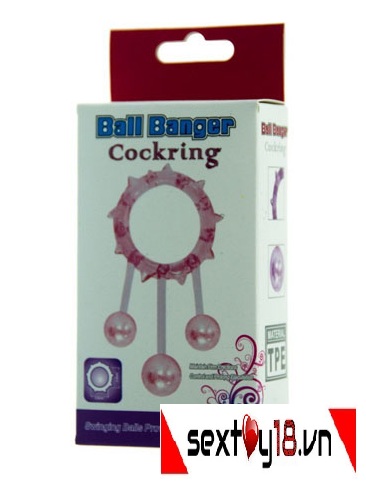 Ball Banger
Cockring
Ball Banger
Cockring
MATERIAL
TPE
Swinging Balls
sextoy18.vn